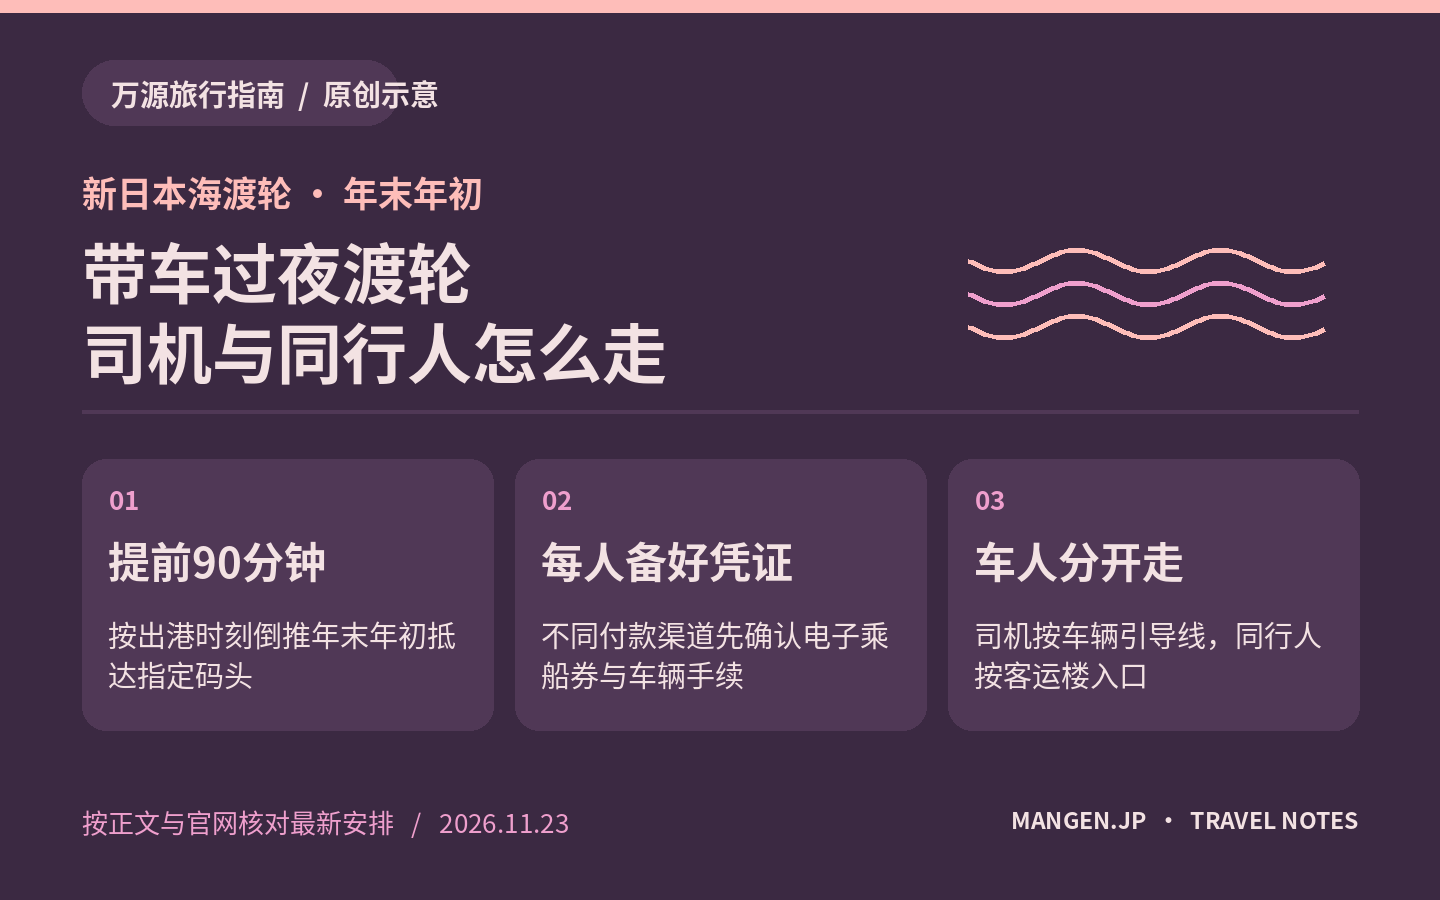 万源旅行指南 / 原创示意
新日本海渡轮 · 年末年初
带车过夜渡轮
司机与同行人怎么走
01
提前90分钟
按出港时刻倒推年末年初抵
达指定码头
02
每人备好凭证
不同付款渠道先确认电子乘
船券与车辆手续
03
车人分开走
司机按车辆引导线，同行人
按客运楼入口
按正文与官网核对最新安排 / 2026.11.23
MANGEN.JP · TRAVEL NOTES